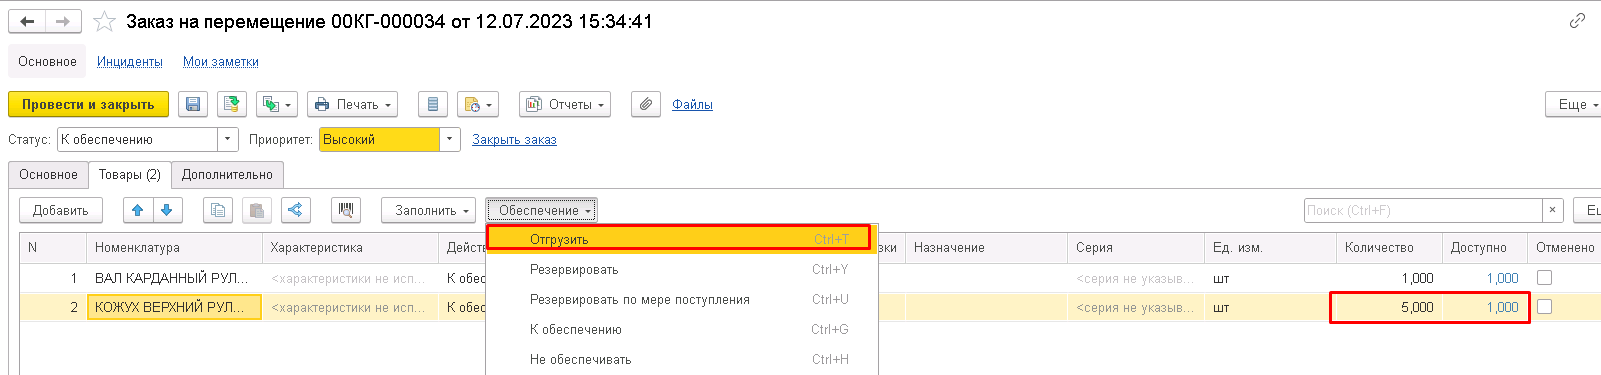 Заказ на перемещение 00КГ-000034 от 12.07.2023 15:34:41
Основное Инциденты Мои заметки
Провести и закрыть Печать Отчеты Файлы Еще
Статус: К обеспечению Приоритет: Высокий Закрыть заказ
Основное Товары (2) Дополнительно
Добавить Заполнить Обеспечение Поиск (Ctrl+F) × Ещ
N Номенклатура Характеристика Дейст Отгрузить Ctrl+T зки Назначение Серия Ед. изм. Количество Доступно Отменено
1 ВАЛ КАРДАННЫЙ РУЛ... <характеристики не исп... К обес Резервировать Ctrl+Y <серия не указыв... шт 1,000 1,000
2 КОЖУХ ВЕРХНИЙ РУЛ... <характеристики не исп... К обес Резервировать по мере поступления Ctrl+U <серия не указыв... шт 5,000 1,000
К обеспечению Ctrl+G
Не обеспечивать Ctrl+H